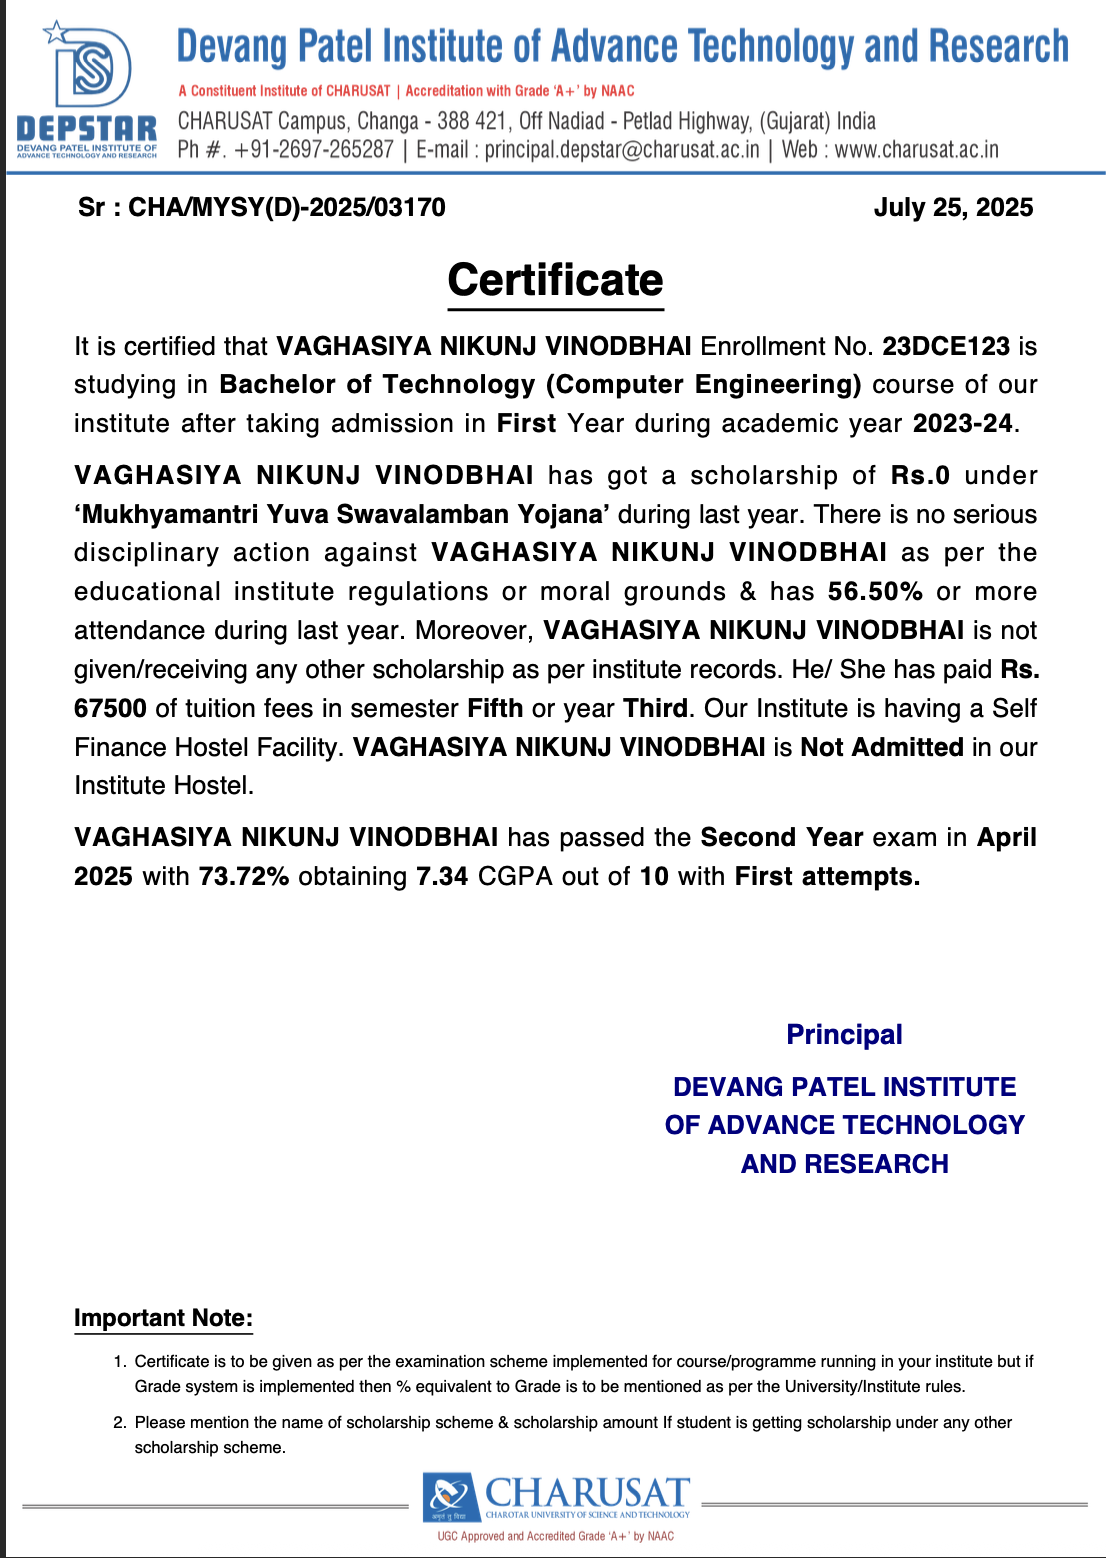 DEPSTAR
DEVANG PATEL INSTITUTE OF
ADVANCE TECHNOLOGY AND RESEARCH
Devang Patel Institute of Advance Technology and Research
A Constituent Institute of CHARUSAT | Accreditation with Grade ‘A+’ by NAAC
CHARUSAT Campus, Changa - 388 421, Off Nadiad - Petlad Highway, (Gujarat) India
Ph #. +91-2697-265287 | E-mail : principal.depstar@charusat.ac.in | Web : www.charusat.ac.in
Sr : CHA/MYSY(D)-2025/03170 July 25, 2025
Certificate
It is certified that VAGHASIYA NIKUNJ VINODBHAI Enrollment No. 23DCE123 is
studying in Bachelor of Technology (Computer Engineering) course of our
institute after taking admission in First Year during academic year 2023-24.
VAGHASIYA NIKUNJ VINODBHAI has got a scholarship of Rs.0 under
‘Mukhyamantri Yuva Swavalamban Yojana’ during last year. There is no serious
disciplinary action against VAGHASIYA NIKUNJ VINODBHAI as per the
educational institute regulations or moral grounds & has 56.50% or more
attendance during last year. Moreover, VAGHASIYA NIKUNJ VINODBHAI is not
given/receiving any other scholarship as per institute records. He/ She has paid Rs.
67500 of tuition fees in semester Fifth or year Third. Our Institute is having a Self
Finance Hostel Facility. VAGHASIYA NIKUNJ VINODBHAI is Not Admitted in our
Institute Hostel.
VAGHASIYA NIKUNJ VINODBHAI has passed the Second Year exam in April
2025 with 73.72% obtaining 7.34 CGPA out of 10 with First attempts.
Principal
DEVANG PATEL INSTITUTE
OF ADVANCE TECHNOLOGY
AND RESEARCH
Important Note:
1. Certificate is to be given as per the examination scheme implemented for course/programme running in your institute but if
Grade system is implemented then % equivalent to Grade is to be mentioned as per the University/Institute rules.
2. Please mention the name of scholarship scheme & scholarship amount If student is getting scholarship under any other
scholarship scheme.
CHARUSAT
CHAROTAR UNIVERSITY OF SCIENCE AND TECHNOLOGY
UGC Approved and Accredited Grade ‘A+’ by NAAC